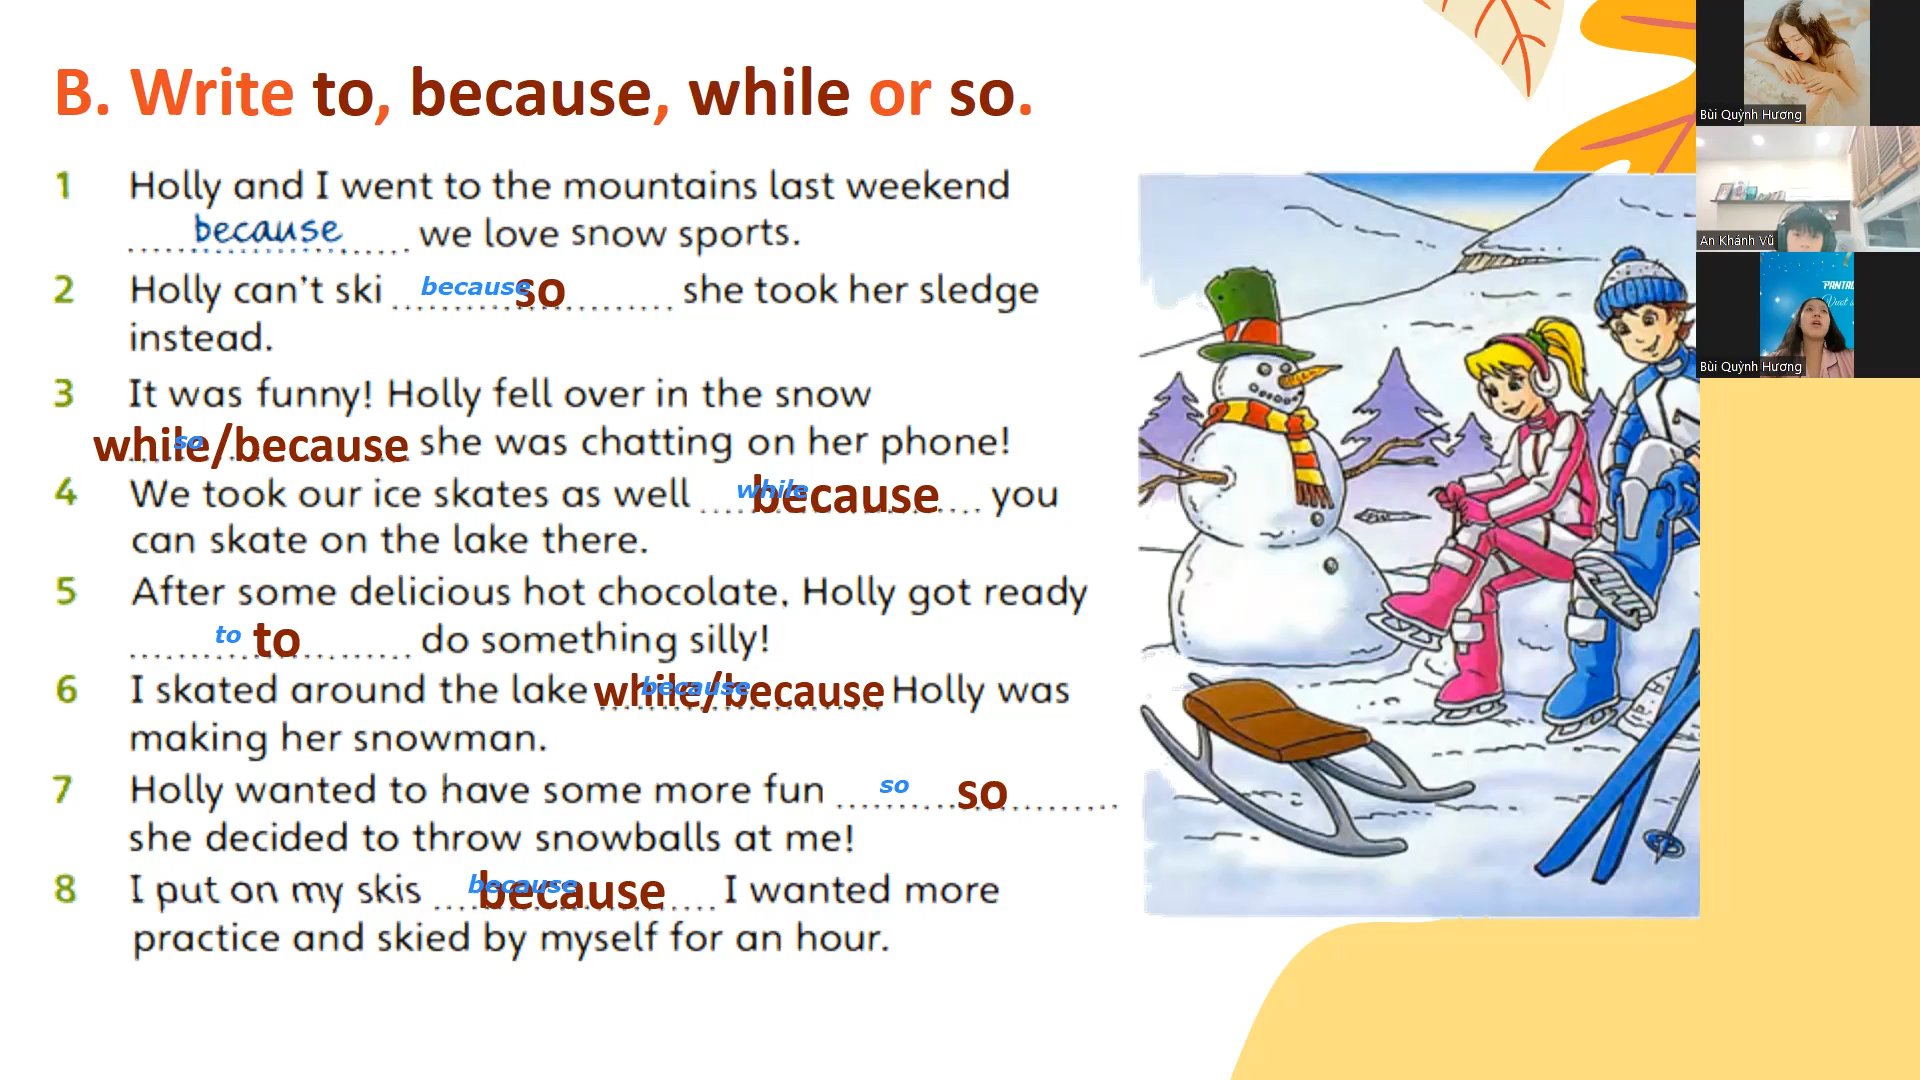 B. Write to, because, while or so.
1 Holly and I went to the mountains last weekend
because we love snow sports.
2 Holly can't ski because so she took her sledge
instead.
3 It was funny! Holly fell over in the snow
while/because so she was chatting on her phone!
4 We took our ice skates as well while because you
can skate on the lake there.
5 After some delicious hot chocolate, Holly got ready
to to do something silly!
6 I skated around the lake while/because because Holly was
making her snowman.
7 Holly wanted to have some more fun so so
she decided to throw snowballs at me!
8 I put on my skis because because I wanted more
practice and skied by myself for an hour.
Bùi Quỳnh Hương
An Khánh Vũ
Bùi Quỳnh Hương